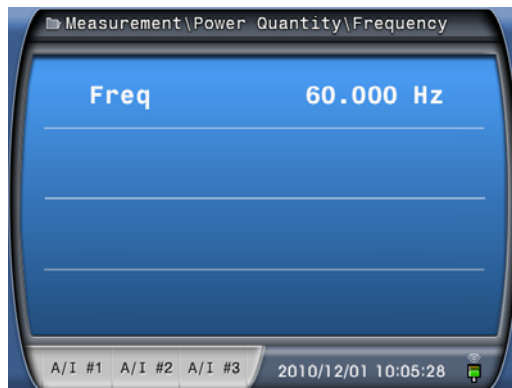 Measurement\Power Quantity\Frequency
Freq 60.000 Hz
A/I #1 A/I #2 A/I #3 2010/12/01 10:05:28